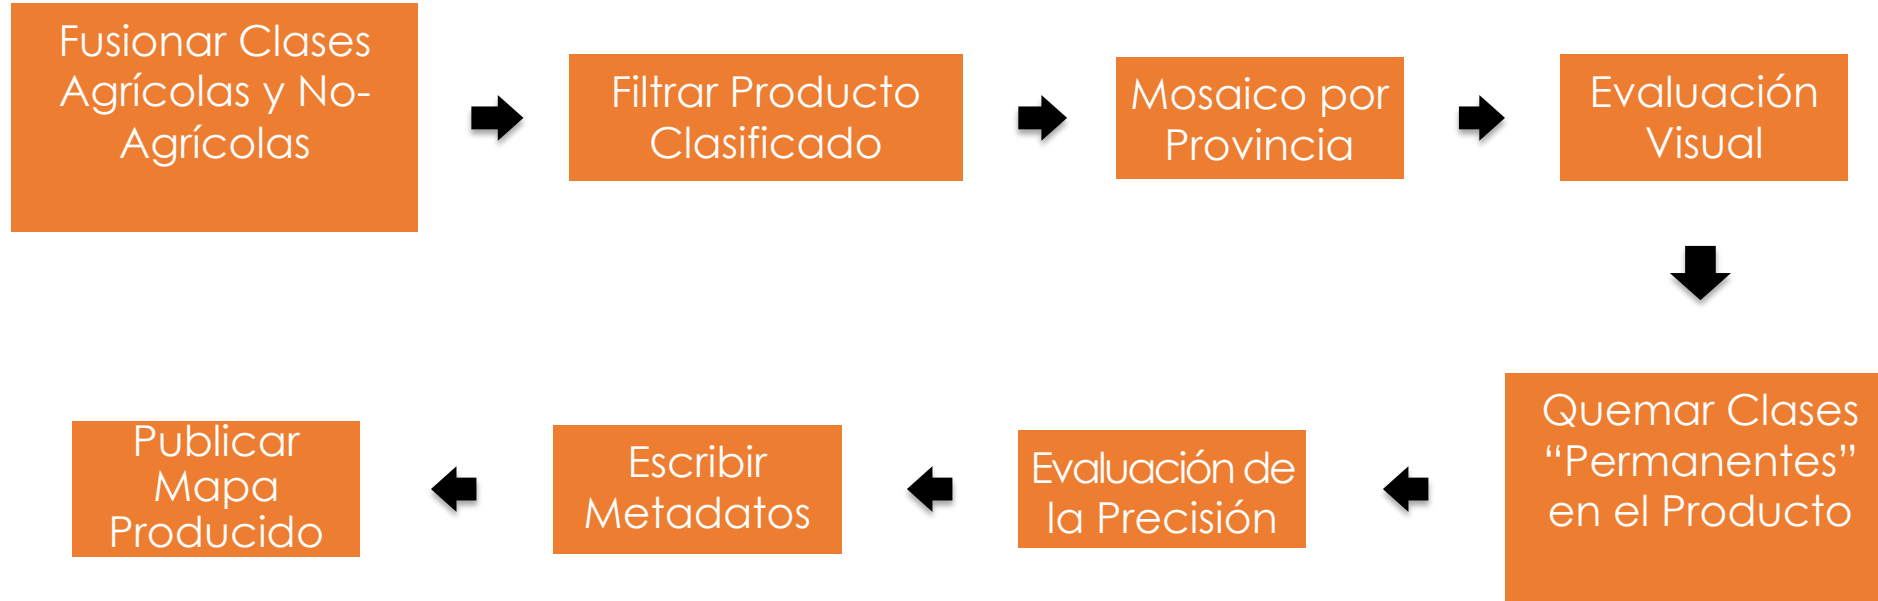 Fusionar Clases
Agrícolas y No-
Agrícolas
Filtrar Producto
Clasificado
Mosaico por
Provincia
Evaluación
Visual
Quemar Clases
“Permanentes”
en el Producto
Evaluación de
la Precisión
Escribir
Metadatos
Publicar
Mapa
Producido